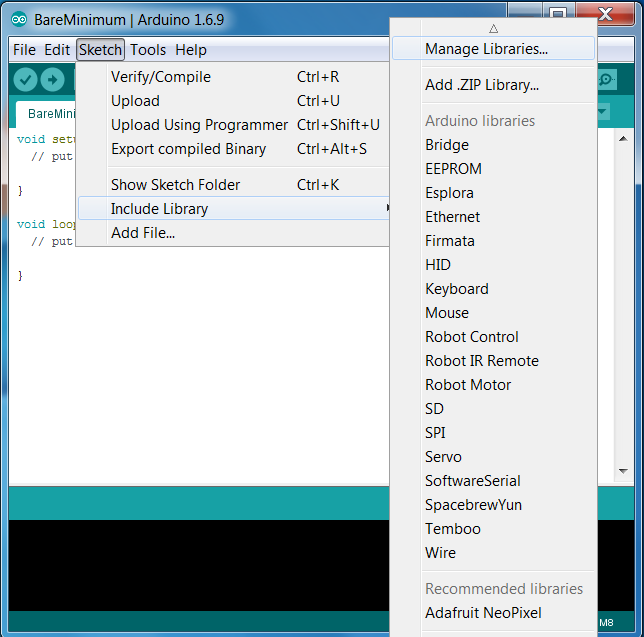 BareMinimum | Arduino 1.6.9
File Edit Sketch Tools Help
BareMini
void setu
// put
}
void loop
// put
}
Verify/Compile Ctrl+R
Upload Ctrl+U
Upload Using Programmer Ctrl+Shift+U
Export compiled Binary Ctrl+Alt+S
Show Sketch Folder Ctrl+K
Include Library
Add File...
Manage Libraries...
Add .ZIP Library...
Arduino libraries
Bridge
EEPROM
Esplora
Ethernet
Firmata
HID
Keyboard
Mouse
Robot Control
Robot IR Remote
Robot Motor
SD
SPI
Servo
SoftwareSerial
SpacebrewYun
Temboo
Wire
Recommended libraries
Adafruit NeoPixel
M8